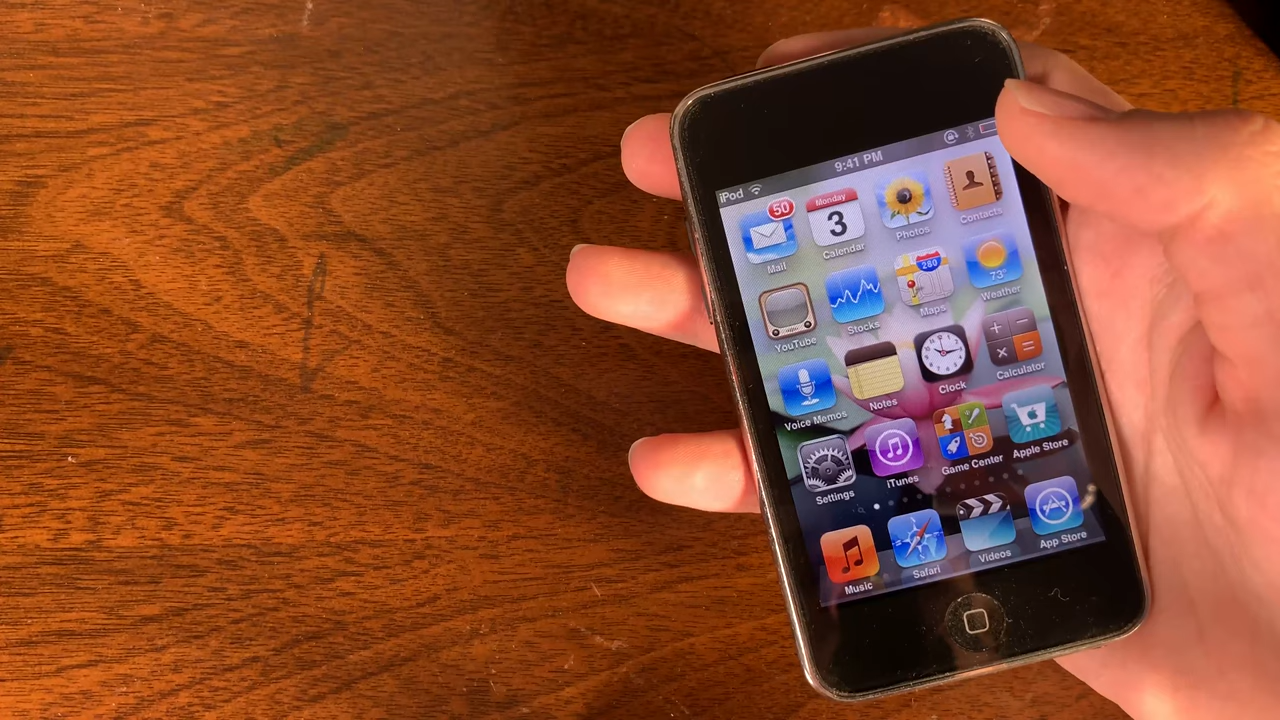 iPod 9:41 PM
50 Monday 3
Mail Calendar Photos Contacts
280 73°
YouTube Stocks Maps Weather
Voice Memos Notes Clock Calculator
Settings iTunes Game Center Apple Store
Music Safari Videos App Store